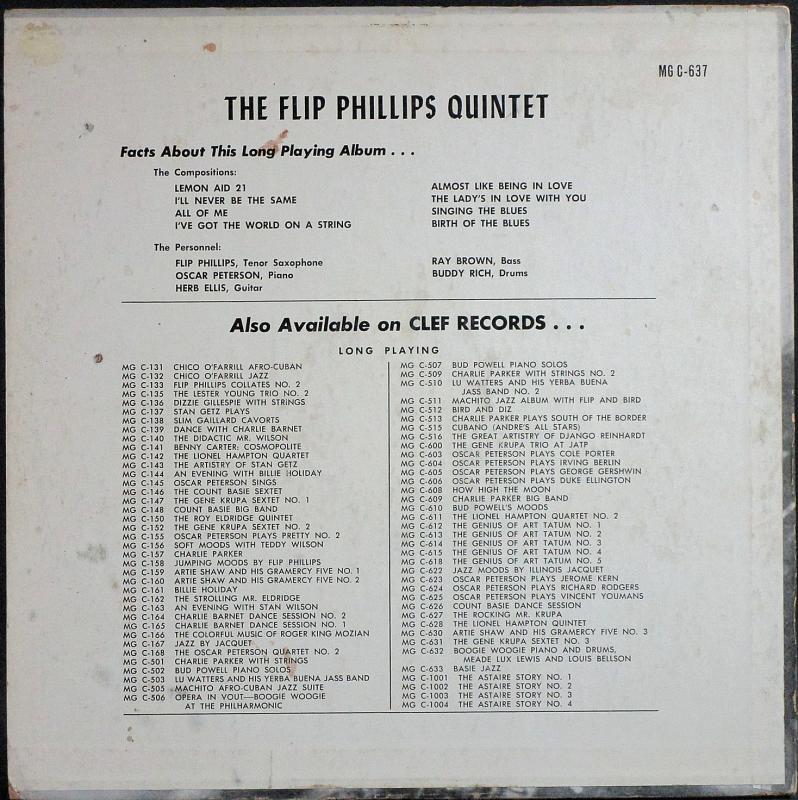 MG C-637
THE FLIP PHILLIPS QUINTET
Facts About This Long Playing Album . . .
The Compositions:
LEMON AID 21
I'LL NEVER BE THE SAME
ALL OF ME
I'VE GOT THE WORLD ON A STRING
ALMOST LIKE BEING IN LOVE
THE LADY'S IN LOVE WITH YOU
SINGING THE BLUES
BIRTH OF THE BLUES
The Personnel:
FLIP PHILLIPS, Tenor Saxophone
OSCAR PETERSON, Piano
HERB ELLIS, Guitar
RAY BROWN, Bass
BUDDY RICH, Drums
Also Available on CLEF RECORDS . . .
LONG PLAYING
MG C-131 CHICO O'FARRILL AFRO-CUBAN
MG C-132 CHICO O'FARRILL JAZZ
MG C-133 FLIP PHILLIPS COLLATES NO. 2
MG C-135 THE LESTER YOUNG TRIO NO. 2
MG C-136 DIZZIE GILLESPIE WITH STRINGS
MG C-137 STAN GETZ PLAYS
MG C-138 SLIM GAILLARD CAVORTS
MG C-139 DANCE WITH CHARLIE BARNET
MG C-140 THE DIDACTIC MR. WILSON
MG C-141 BENNY CARTER; COSMOPOLITE
MG C-142 THE LIONEL HAMPTON QUARTET
MG C-143 THE ARTISTRY OF STAN GETZ
MG C-144 AN EVENING WITH BILLIE HOLIDAY
MG C-145 OSCAR PETERSON SINGS
MG C-146 THE COUNT BASIE SEXTET
MG C-147 THE GENE KRUPA SEXTET NO. 1
MG C-148 COUNT BASIE BIG BAND
MG C-150 THE ROY ELDRIDGE QUINTET
MG C-152 THE GENE KRUPA SEXTET NO. 2
MG C-155 OSCAR PETERSON PLAYS PRETTY NO. 2
MG C-156 SOFT MOODS WITH TEDDY WILSON
MG C-157 CHARLIE PARKER
MG C-158 JUMPING MOODS BY FLIP PHILLIPS
MG C-159 ARTIE SHAW AND HIS GRAMERCY FIVE NO. 1
MG C-160 ARTIE SHAW AND HIS GRAMERCY FIVE NO. 2
MG C-161 BILLIE HOLIDAY
MG C-162 THE STROLLING MR. ELDRIDGE
MG C-163 AN EVENING WITH STAN WILSON
MG C-164 CHARLIE BARNET DANCE SESSION NO. 2
MG C-165 CHARLIE BARNET DANCE SESSION NO. 1
MG C-166 THE COLORFUL MUSIC OF ROGER KING MOZIAN
MG C-167 JAZZ BY JACQUET
MG C-168 THE OSCAR PETERSON QUARTET NO. 2
MG C-501 CHARLIE PARKER WITH STRINGS
MG C-502 BUD POWELL PIANO SOLOS
MG C-503 LU WATTERS AND HIS YERBA BUENA JASS BAND
MG C-505 MACHITO AFRO-CUBAN JAZZ SUITE
MG C-506 OPERA IN VOUT—BOOGIE WOOGIE
AT THE PHILHARMONIC
MG C-507 BUD POWELL PIANO SOLOS
MG C-509 CHARLIE PARKER WITH STRINGS NO. 2
MG C-510 LU WATTERS AND HIS YERBA BUENA
JASS BAND NO. 2
MG C-511 MACHITO JAZZ ALBUM WITH FLIP AND BIRD
MG C-512 BIRD AND DIZ
MG C-513 CHARLIE PARKER PLAYS SOUTH OF THE BORDER
MG C-515 CUBANO (ANDRE'S ALL STARS)
MG C-516 THE GREAT ARTISTRY OF DJANGO REINHARDT
MG C-600 THE GENE KRUPA TRIO AT JATP
MG C-603 OSCAR PETERSON PLAYS COLE PORTER
MG C-604 OSCAR PETERSON PLAYS IRVING BERLIN
MG C-605 OSCAR PETERSON PLAYS GEORGE GERSHWIN
MG C-606 OSCAR PETERSON PLAYS DUKE ELLINGTON
MG C-608 HOW HIGH THE MOON
MG C-609 CHARLIE PARKER BIG BAND
MG C-610 BUD POWELL'S MOODS
MG C-611 THE LIONEL HAMPTON QUARTET NO. 2
MG C-612 THE GENIUS OF ART TATUM NO. 1
MG C-613 THE GENIUS OF ART TATUM NO. 2
MG C-614 THE GENIUS OF ART TATUM NO. 3
MG C-615 THE GENIUS OF ART TATUM NO. 4
MG C-618 THE GENIUS OF ART TATUM NO. 5
MG C-622 JAZZ MOODS BY ILLINOIS JACQUET
MG C-623 OSCAR PETERSON PLAYS JEROME KERN
MG C-624 OSCAR PETERSON PLAYS RICHARD RODGERS
MG C-625 OSCAR PETERSON PLAYS VINCENT YOUMANS
MG C-626 COUNT BASIE DANCE SESSION
MG C-627 THE ROCKING MR. KRUPA
MG C-628 THE LIONEL HAMPTON QUINTET
MG C-630 ARTIE SHAW AND HIS GRAMERCY FIVE NO. 3
MG C-631 THE GENE KRUPA SEXTET NO. 3
MG C-632 BOOGIE WOOGIE PIANO AND DRUMS,
MEADE LUX LEWIS AND LOUIS BELLSON
MG C-633 BASIE JAZZ
MG C-1001 THE ASTAIRE STORY NO. 1
MG C-1002 THE ASTAIRE STORY NO. 2
MG C-1003 THE ASTAIRE STORY NO. 3
MG C-1004 THE ASTAIRE STORY NO. 4